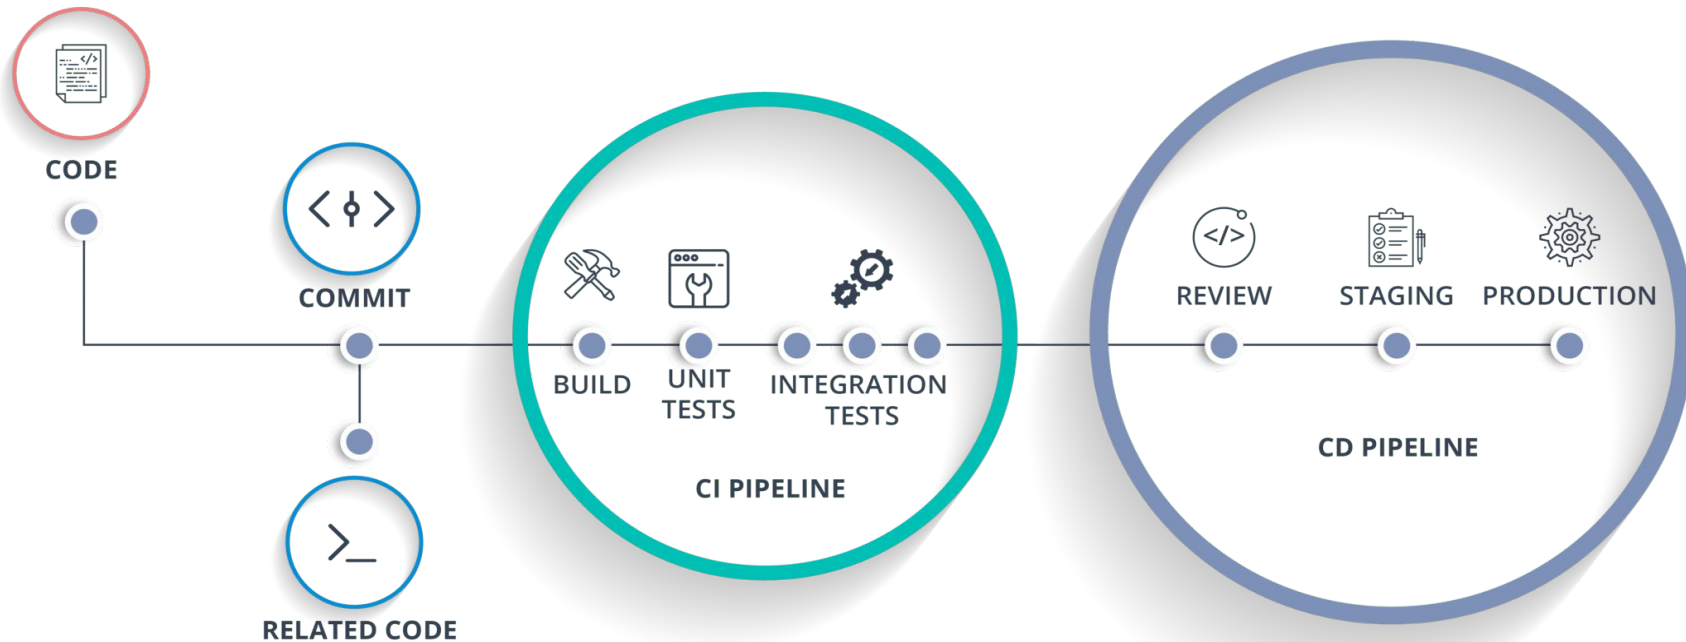 CODE
COMMIT
RELATED CODE
BUILD
UNIT
TESTS
INTEGRATION
TESTS
CI PIPELINE
REVIEW
STAGING
PRODUCTION
CD PIPELINE